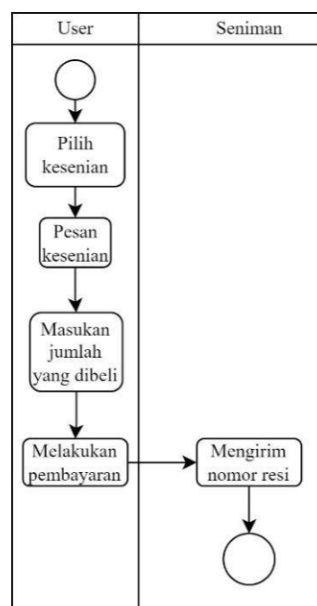 User
Seniman
Pilih
kesenian
Pesan
kesenian
Masukan
jumlah
yang dibeli
Melakukan
pembayaran
Mengirim
nomor resi